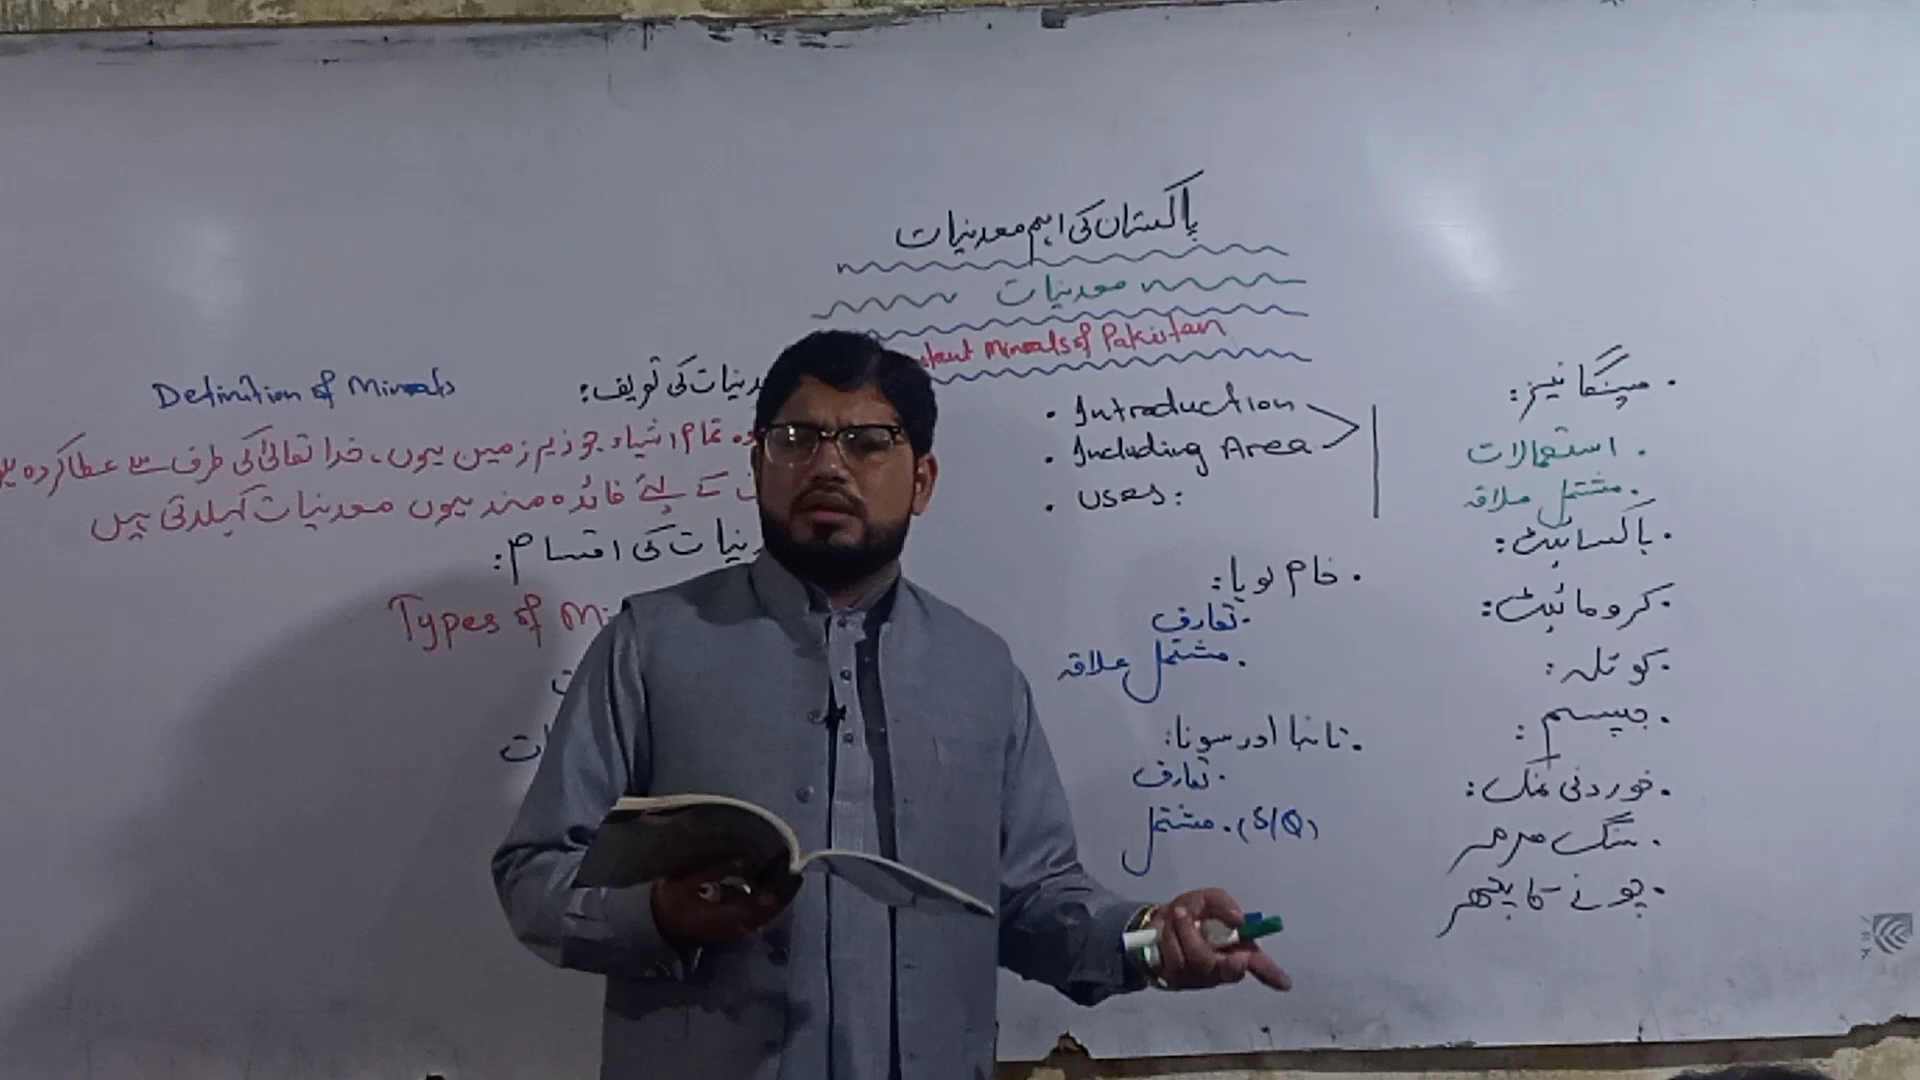 پاکستان کی اہم معدنیات
معدنیات
Minerals of Pakistan
Definition of Minerals
کی تعریف:
تمام اشیاء جو زیر زمین ہوں، خدا تعالیٰ کی طرف سے عطا کردہ
کے لئے فائدہ مند ہوں معدنیات کہلاتی ہیں
کی اقسام:
Types of
• Introduction
• Including Area
• Uses:
• خام لوہا:
• تعارف
• مشتمل علاقہ
• تانبا اور سونا:
• تعارف
(S/Q) • مشتمل
• مینگانیز:
• استعمالات
• مشتمل علاقہ
• باکسائیٹ:
• کرومائیٹ:
• کوئلہ:
• جپسم:
• خوردنی نمک:
• سنگ مرمر
• چونے کا پتھر